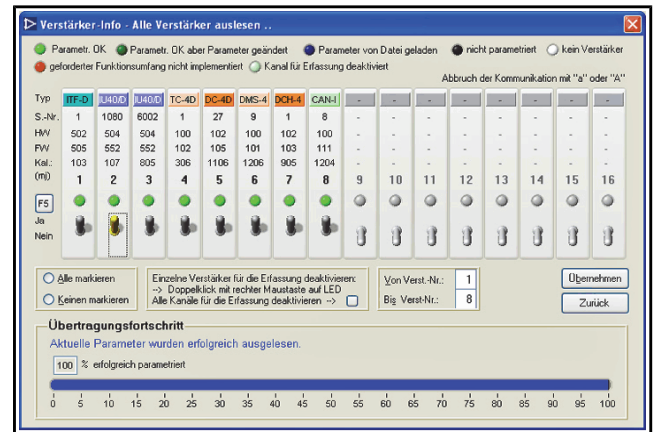 Verstärker-Info - Alle Verstärker auslesen ..
Parametr. OK Parametr. OK aber Parameter geändert Parameter von Datei geladen nicht parametriert kein Verstärker
geforderter Funktionsumfang nicht implementiert Kanal für Erfassung deaktiviert
Abbruch der Kommunikation mit "a" oder "A"
Typ ITF-D IU40/D IU40/D TC-4D DC-4D DMS-4 DCH-4 CAN-I - - - - - - - -
S.-Nr. 1 1080 6002 1 27 9 1 8 - - - - - - - -
HW 502 504 504 100 102 100 102 100 - - - - - - - -
FW 505 552 552 102 105 101 103 111 - - - - - - - -
Kal.: 103 107 805 306 1106 1206 905 1204 - - - - - - - -
(mj) 1 2 3 4 5 6 7 8 9 10 11 12 13 14 15 16
F5
Ja
Nein
Alle markieren
Keinen markieren
Einzelne Verstärker für die Erfassung deaktivieren:
--> Doppelklick mit rechter Maustaste auf LED
Alle Kanäle für die Erfassung deaktivieren -->
Von Verst.-Nr.: 1
Bis Verst-Nr.: 8
Übernehmen
Zurück
Übertragungsfortschritt
Aktuelle Parameter wurden erfolgreich ausgelesen.
100 % erfolgreich parametriert
0 5 10 15 20 25 30 35 40 45 50 55 60 65 70 75 80 85 90 95 100